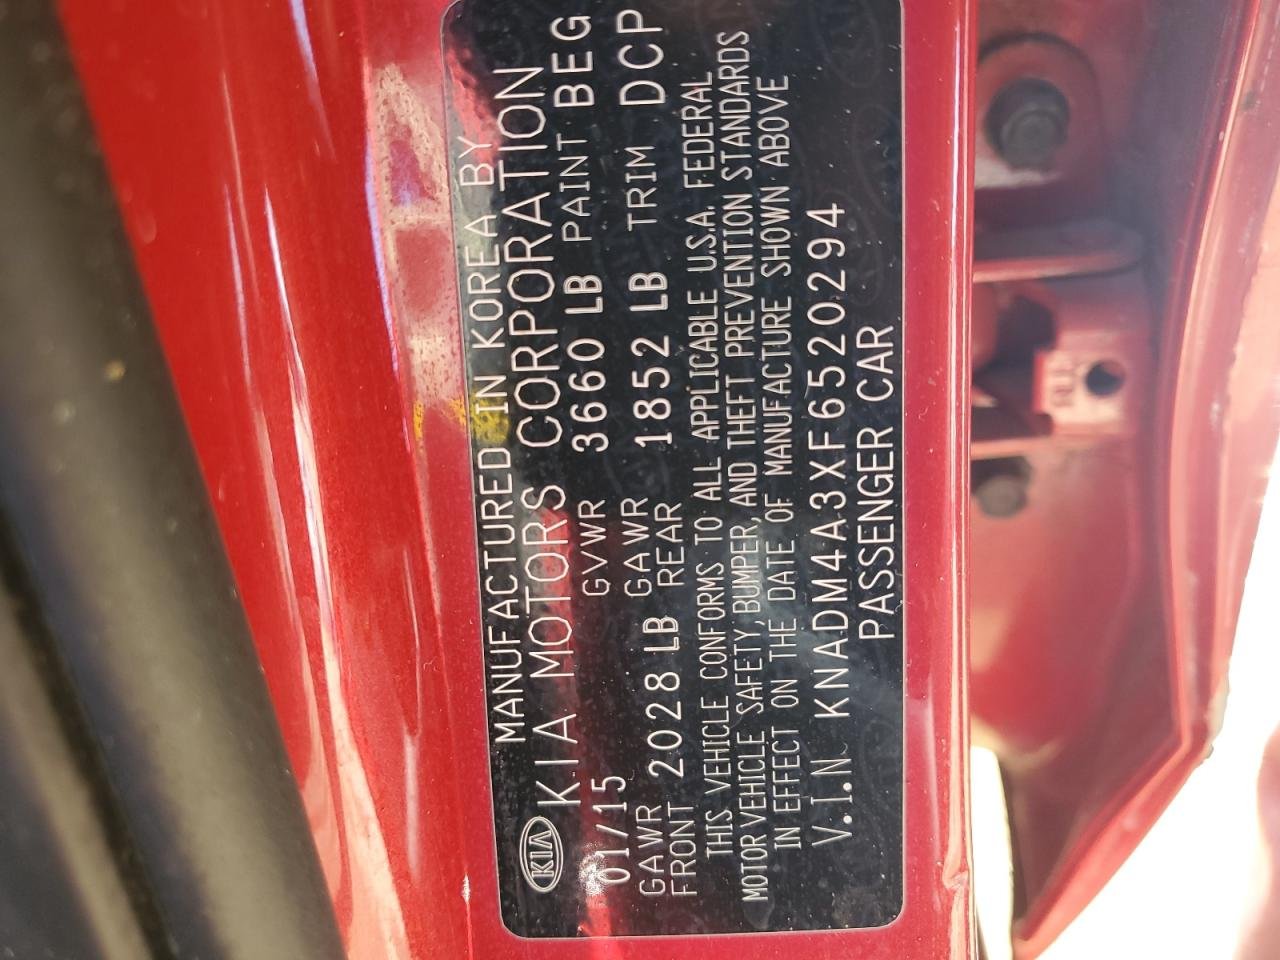 KIA
MANUFACTURED IN KOREA BY
KIA MOTORS CORPORATION
01/15 GVWR 3660 LB PAINT BEG
GAWR FRONT 2028 LB GAWR REAR 1852 LB TRIM DCP
THIS VEHICLE CONFORMS TO ALL APPLICABLE U.S.A. FEDERAL
MOTOR VEHICLE SAFETY, BUMPER, AND THEFT PREVENTION STANDARDS
IN EFFECT ON THE DATE OF MANUFACTURE SHOWN ABOVE
V.I.N. KNADM4A3XF6520294
PASSENGER CAR